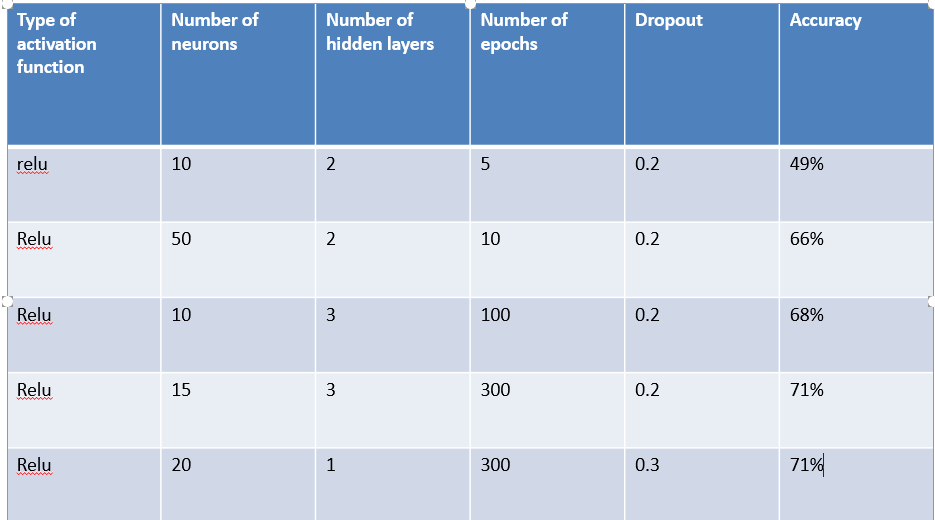 Type of activation function
Number of neurons
Number of hidden layers
Number of epochs
Dropout
Accuracy
relu 10 2 5 0.2 49%
Relu 50 2 10 0.2 66%
Relu 10 3 100 0.2 68%
Relu 15 3 300 0.2 71%
Relu 20 1 300 0.3 71%